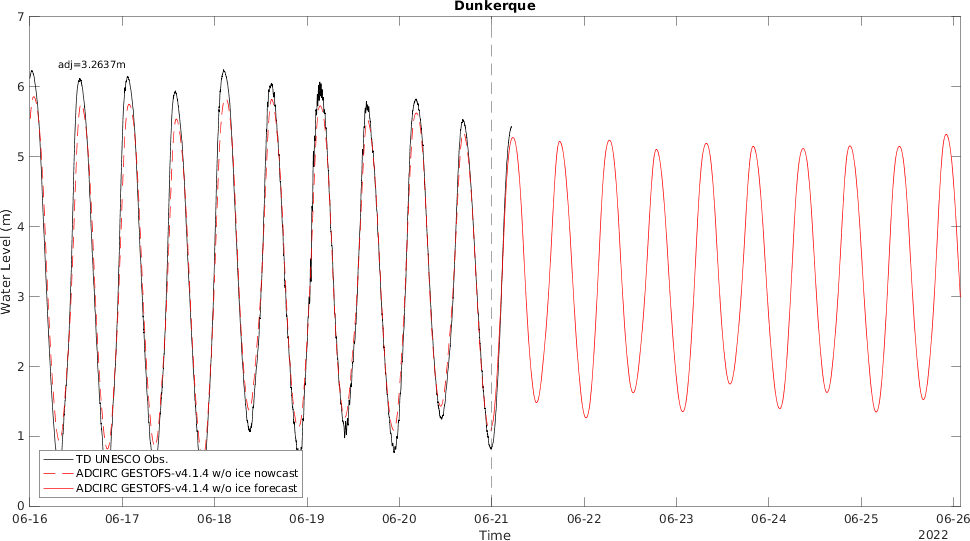 Dunkerque
adj=3.2637m
Water Level (m)
7
6
5
4
3
2
1
0
TD UNESCO Obs.
ADCIRC GESTOFS-v4.1.4 w/o ice nowcast
ADCIRC GESTOFS-v4.1.4 w/o ice forecast
06-16 06-17 06-18 06-19 06-20 06-21 06-22 06-23 06-24 06-25 06-26
Time
2022